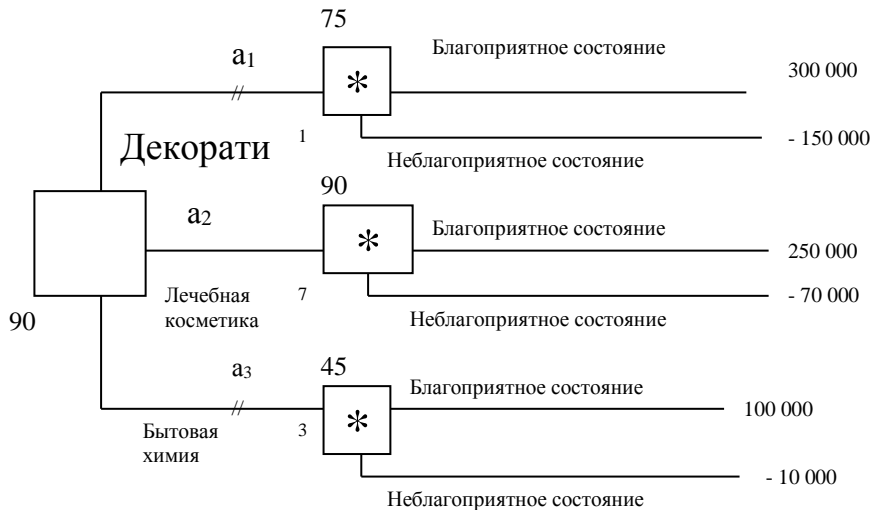 75
a1
Благоприятное состояние
300 000
*
1
- 150 000
Декорати
Неблагоприятное состояние
90
a2
Благоприятное состояние
*
250 000
Лечебная
косметика
7
- 70 000
90
Неблагоприятное состояние
45
a3
Благоприятное состояние
100 000
*
Бытовая
химия
3
- 10 000
Неблагоприятное состояние